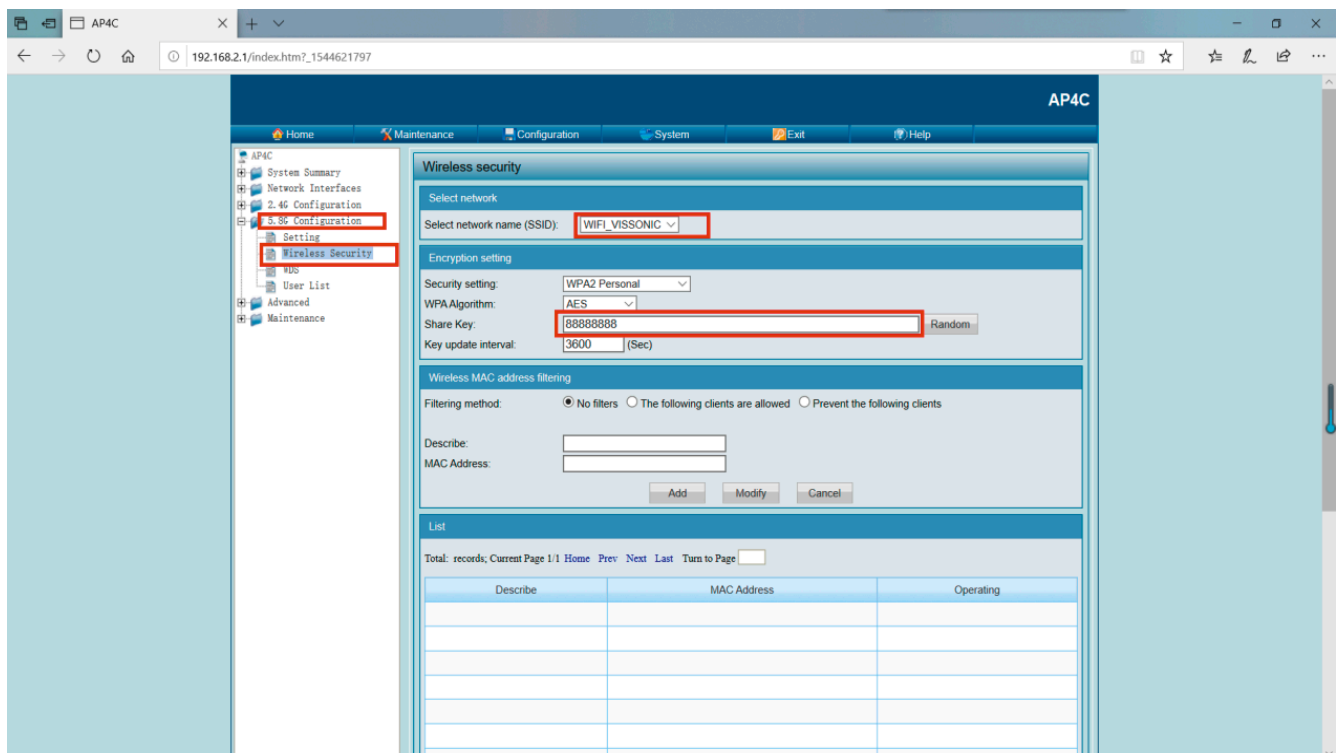 AP4C
192.168.2.1/index.htm?_1544621797
AP4C
Home Maintenance Configuration System Exit Help
AP4C
System Summary
Network Interfaces
2.4G Configuration
5.8G Configuration
Setting
Wireless Security
WDS
User List
Advanced
Maintenance
Wireless security
Select network
Select network name (SSID): WIFI_VISSONIC
Encryption setting
Security setting: WPA2 Personal
WPA Algorithm: AES
Share Key: 88888888 Random
Key update interval: 3600 (Sec)
Wireless MAC address filtering
Filtering method: No filters The following clients are allowed Prevent the following clients
Describe:
MAC Address:
Add Modify Cancel
List
Total: records; Current Page 1/1 Home Prev Next Last Turn to Page
Describe MAC Address Operating